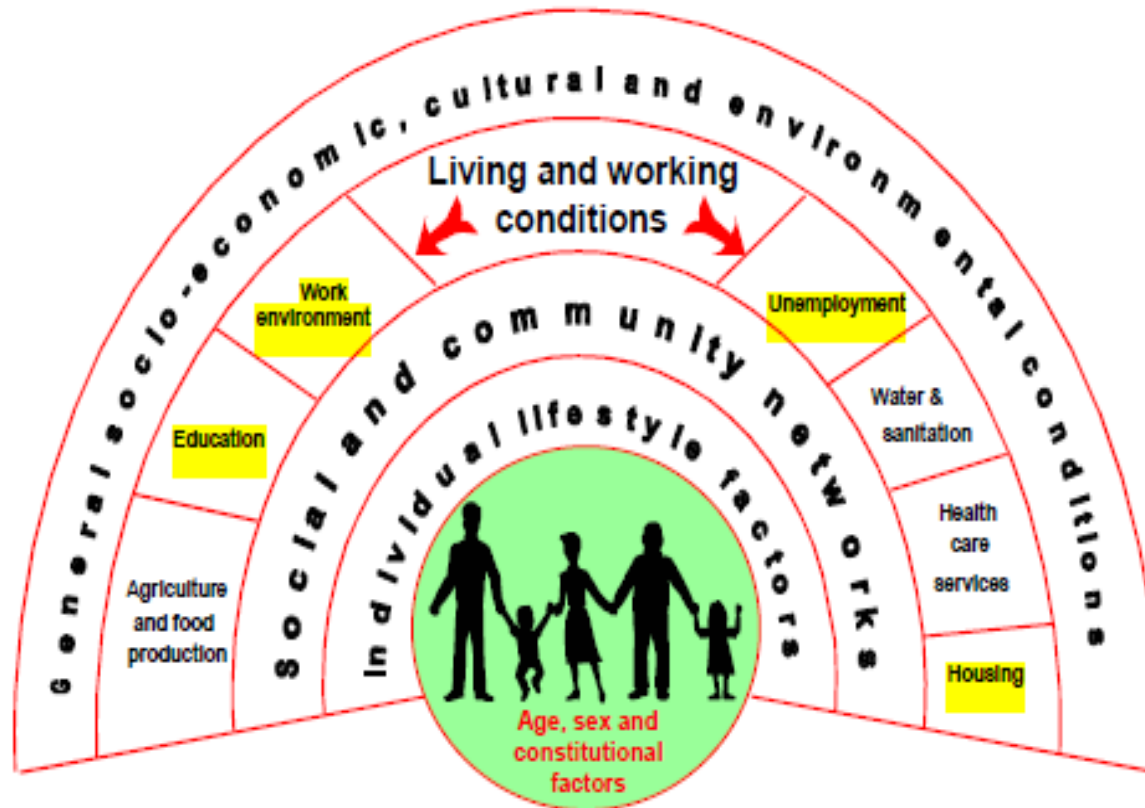 General socio-economic, cultural and environmental conditions
Living and working
conditions
Work
environment
Unemployment
Education
Water &
sanitation
Agriculture
and food
production
Health
care
services
Housing
Social and community networks
Individual lifestyle factors
Age, sex and
constitutional
factors